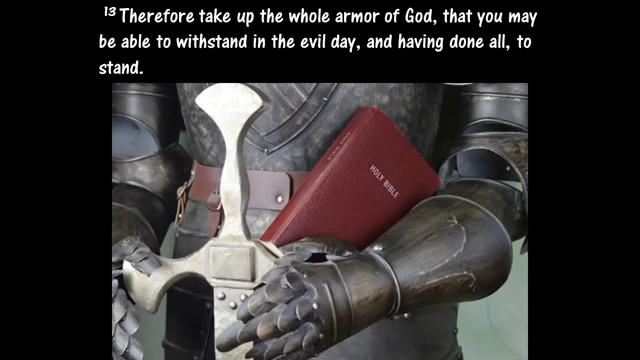 13 Therefore take up the whole armor of God, that you may
be able to withstand in the evil day, and having done all, to
stand.
HOLY BIBLE